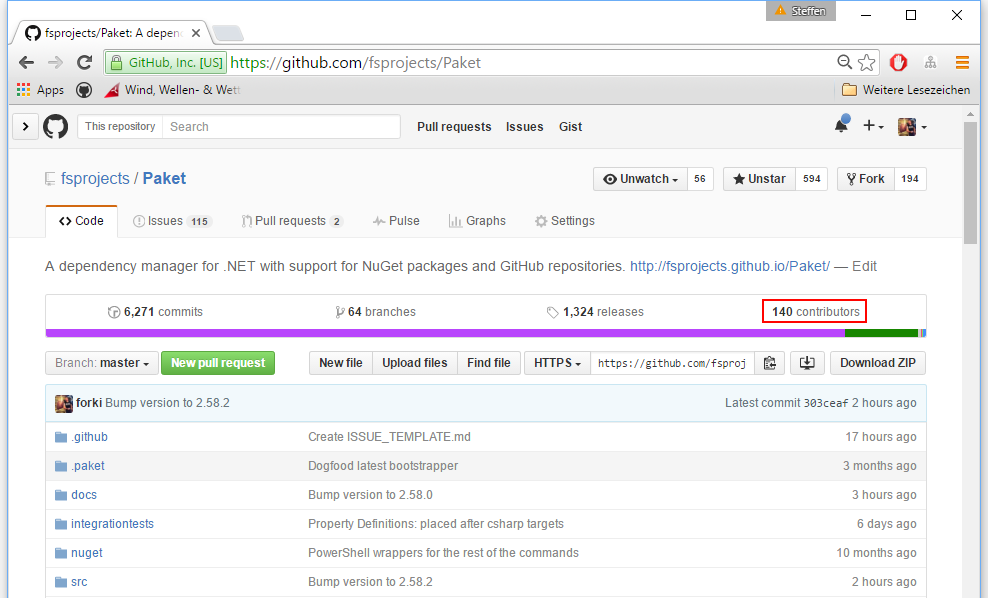 Steffen
fsprojects/Paket: A depen
GitHub, Inc. [US] https://github.com/fsprojects/Paket
Apps Wind, Wellen- & Wett Weitere Lesezeichen
This repository Search Pull requests Issues Gist
fsprojects / Paket Unwatch 56 Unstar 594 Fork 194
Code Issues 115 Pull requests 2 Pulse Graphs Settings
A dependency manager for .NET with support for NuGet packages and GitHub repositories. http://fsprojects.github.io/Paket/ — Edit
6,271 commits 64 branches 1,324 releases 140 contributors
Branch: master New pull request New file Upload files Find file HTTPS https://github.com/fsproj Download ZIP
forki Bump version to 2.58.2 Latest commit 303ceaf 2 hours ago
.github Create ISSUE_TEMPLATE.md 17 hours ago
.paket Dogfood latest bootstrapper 3 months ago
docs Bump version to 2.58.0 3 hours ago
integrationtests Property Definitions: placed after csharp targets 6 days ago
nuget PowerShell wrappers for the rest of the commands 10 months ago
src Bump version to 2.58.2 2 hours ago